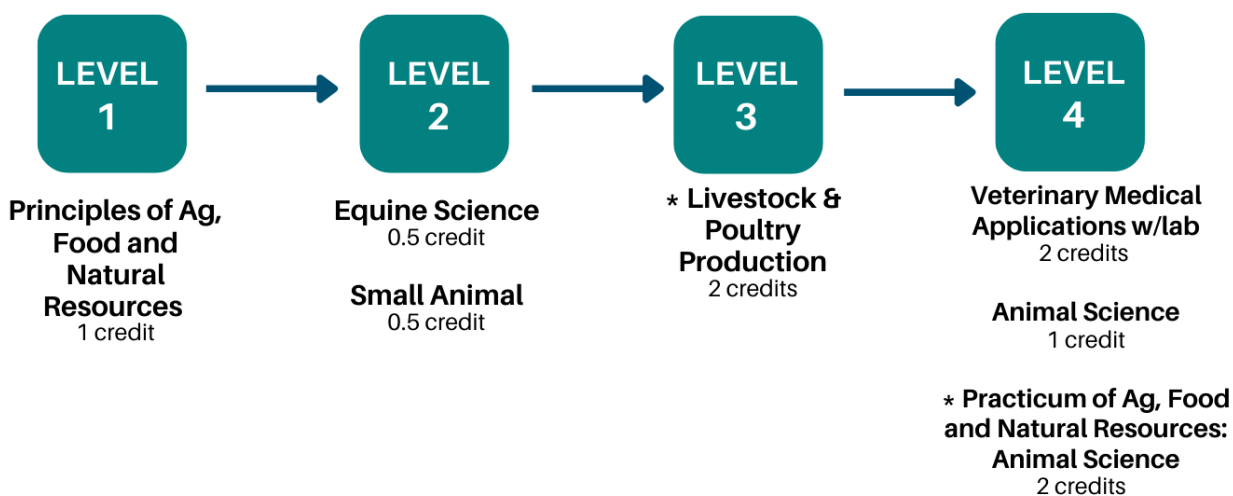 LEVEL
1
Principles of Ag,
Food and
Natural
Resources
1 credit
LEVEL
2
Equine Science
0.5 credit
Small Animal
0.5 credit
LEVEL
3
* Livestock &
Poultry
Production
2 credits
LEVEL
4
Veterinary Medical
Applications w/lab
2 credits
Animal Science
1 credit
* Practicum of Ag, Food
and Natural Resources:
Animal Science
2 credits